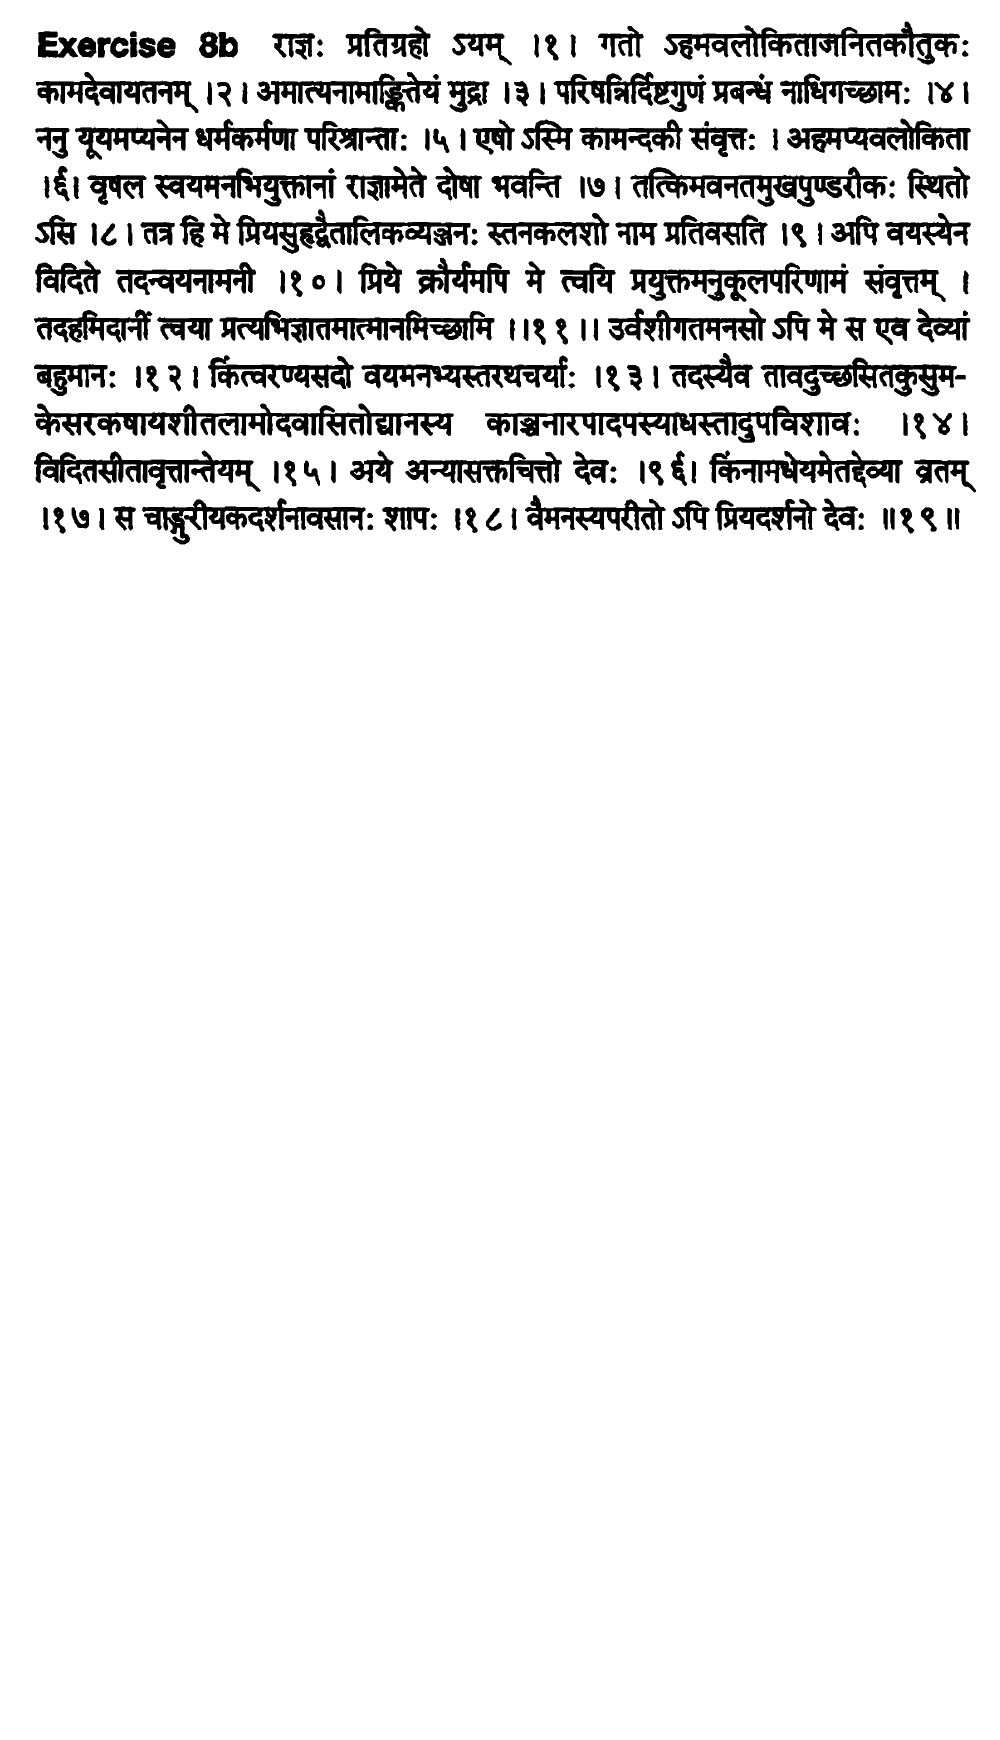 Exercise 8b राज्ञः प्रतिग्रहो ऽयम् ।१। गतो ऽहमवलोकिताजनितकौतुकः
कामदेवायतनम् ।२। अमात्यनामाङ्कितेयं मुद्रा ।३। परिषन्निर्दिष्टगुणं प्रबन्धं नाधिगच्छामः ।४।
ननु यूयमप्यनेन धर्मकर्मणा परिश्रान्ताः ।५। एषो ऽस्मि कामन्दकी संवृत्तः । अहमप्यवलोकिता
।६। वृषल स्वयमनभियुक्तानां राज्ञामेते दोषा भवन्ति ।७। तत्किमवनतमुखपुण्डरीकः स्थितो
ऽसि ।८। तत्र हि मे प्रियसुहृद्वैतालिकव्यञ्जनः स्तनकलशो नाम प्रतिवसति ।९। अपि वयस्येन
विदिते तदन्वयनामनी ।१०। प्रिये क्रौर्यमपि मे त्वयि प्रयुक्तमनुकूलपरिणामं संवृत्तम् ।
तदहमिदानीं त्वया प्रत्यभिज्ञातमात्मानमिच्छामि ।।११।। उर्वशीगतमनसो ऽपि मे स एव देव्यां
बहुमानः ।१२। किंत्वरण्यसदो वयमनभ्यस्तरथचर्याः ।१३। तदस्यैव तावदुच्छसितकुसुम-
केसरकषायशीतलामोदवासितोद्यानस्य काञ्चनारपादपस्याधस्तादुपविशावः ।१४।
विदितसीतावृत्तान्तेयम् ।१५। अये अन्यासक्तचित्तो देवः ।१६। किंनामधेयमेतद्देव्या व्रतम्
।१७। स चाङ्गुरीयकदर्शनावसानः शापः ।१८। वैमनस्यपरीतो ऽपि प्रियदर्शनो देवः ॥१९॥